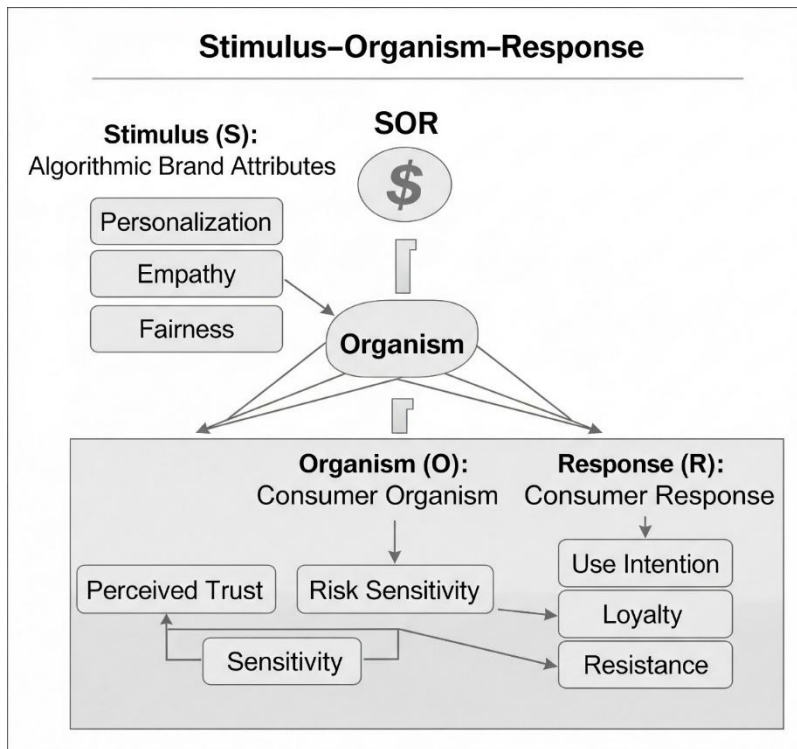 Stimulus–Organism–Response
Stimulus (S):
Algorithmic Brand Attributes
SOR
$
Personalization
Empathy
Fairness
Organism
Organism (O):
Consumer Organism
Response (R):
Consumer Response
Perceived Trust
Risk Sensitivity
Sensitivity
Use Intention
Loyalty
Resistance